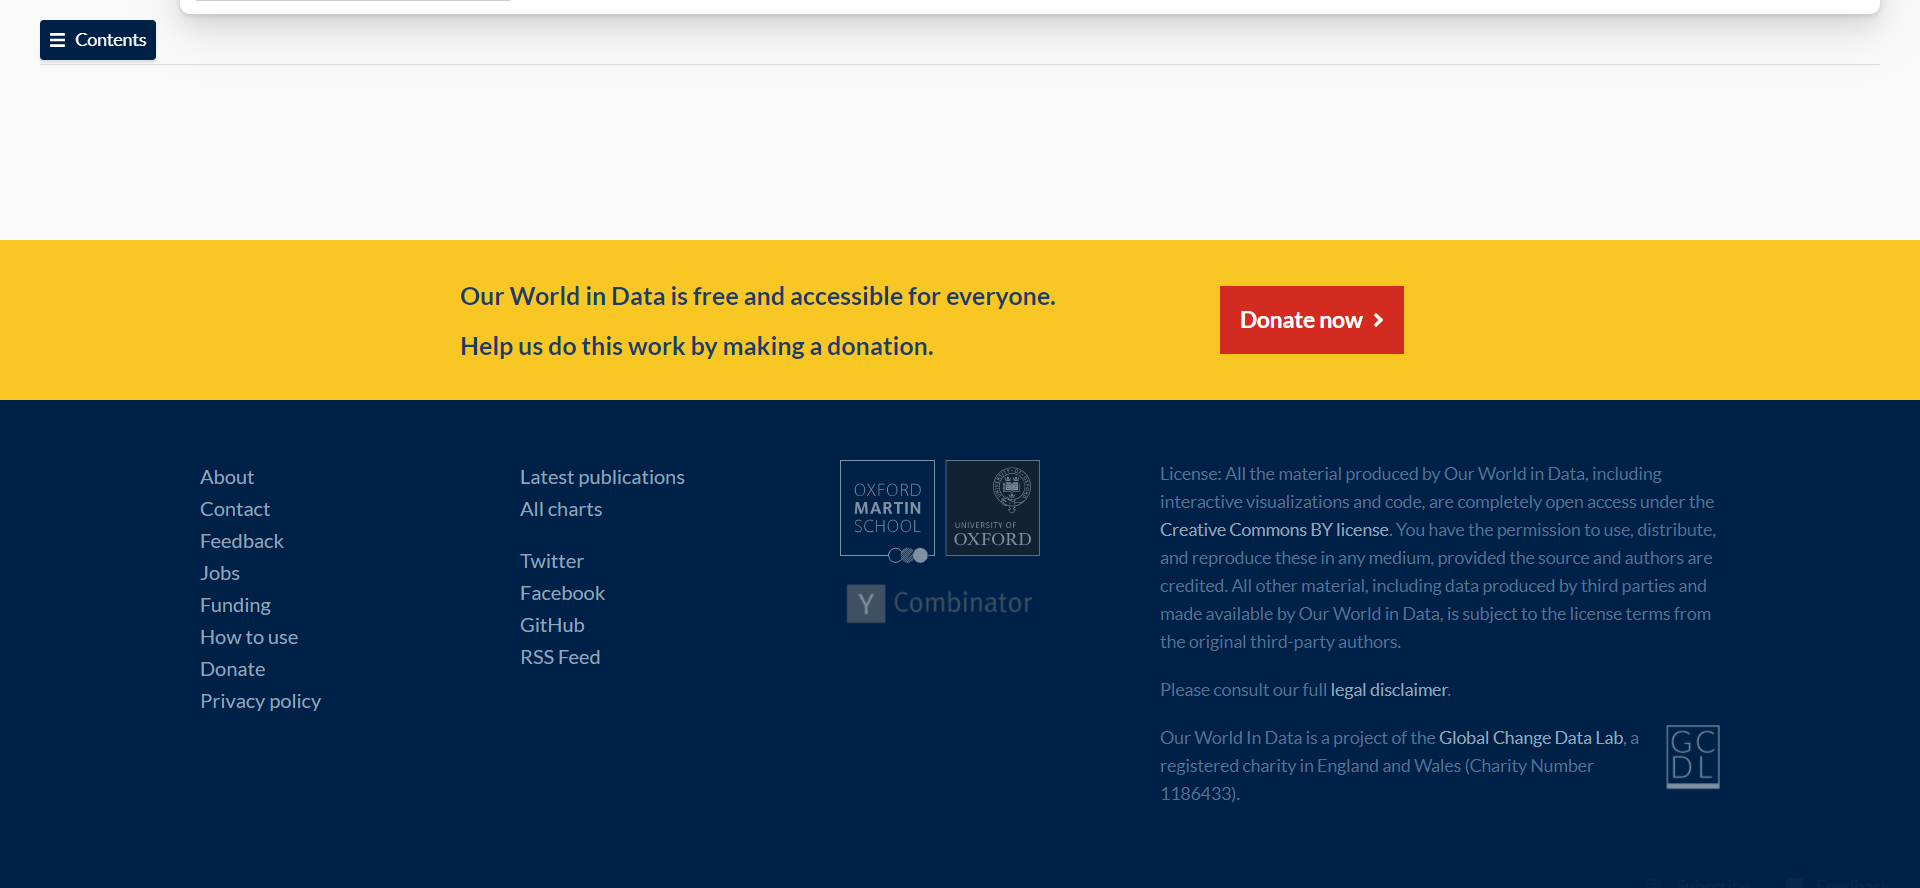 Contents
Our World in Data is free and accessible for everyone.
Help us do this work by making a donation.
Donate now
About
Contact
Feedback
Jobs
Funding
How to use
Donate
Privacy policy
Latest publications
All charts
Twitter
Facebook
GitHub
RSS Feed
OXFORD
MARTIN
SCHOOL
UNIVERSITY OF
OXFORD
Y Combinator
License: All the material produced by Our World in Data, including
interactive visualizations and code, are completely open access under the
Creative Commons BY license. You have the permission to use, distribute,
and reproduce these in any medium, provided the source and authors are
credited. All other material, including data produced by third parties and
made available by Our World in Data, is subject to the license terms from
the original third-party authors.
Please consult our full legal disclaimer.
Our World In Data is a project of the Global Change Data Lab, a
registered charity in England and Wales (Charity Number
1186433).
GC
DL